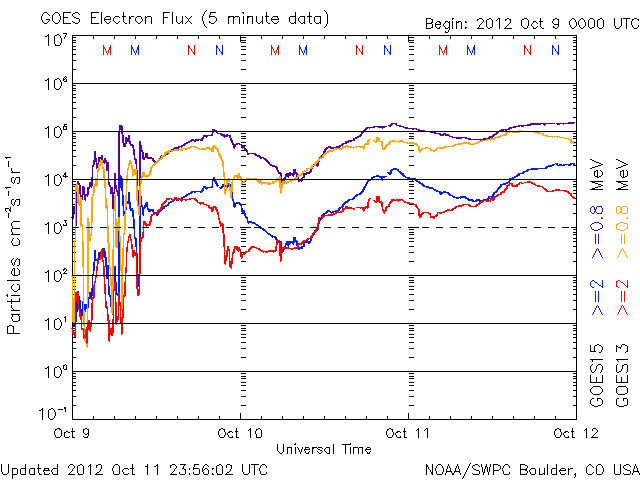 GOES Electron Flux (5 minute data)
Begin: 2012 Oct 9 0000 UTC
10⁷
M M N N M M N N M M N N
10⁶
10⁵
10⁴
10³
10²
10¹
10⁰
10⁻¹
Particles cm⁻²s⁻¹sr⁻¹
Oct 9 Oct 10 Oct 11 Oct 12
Universal Time
GOES15 >=2 >=0.8 MeV
GOES13 >=2 >=0.8 MeV
Updated 2012 Oct 11 23:56:02 UTC
NOAA/SWPC Boulder, CO USA